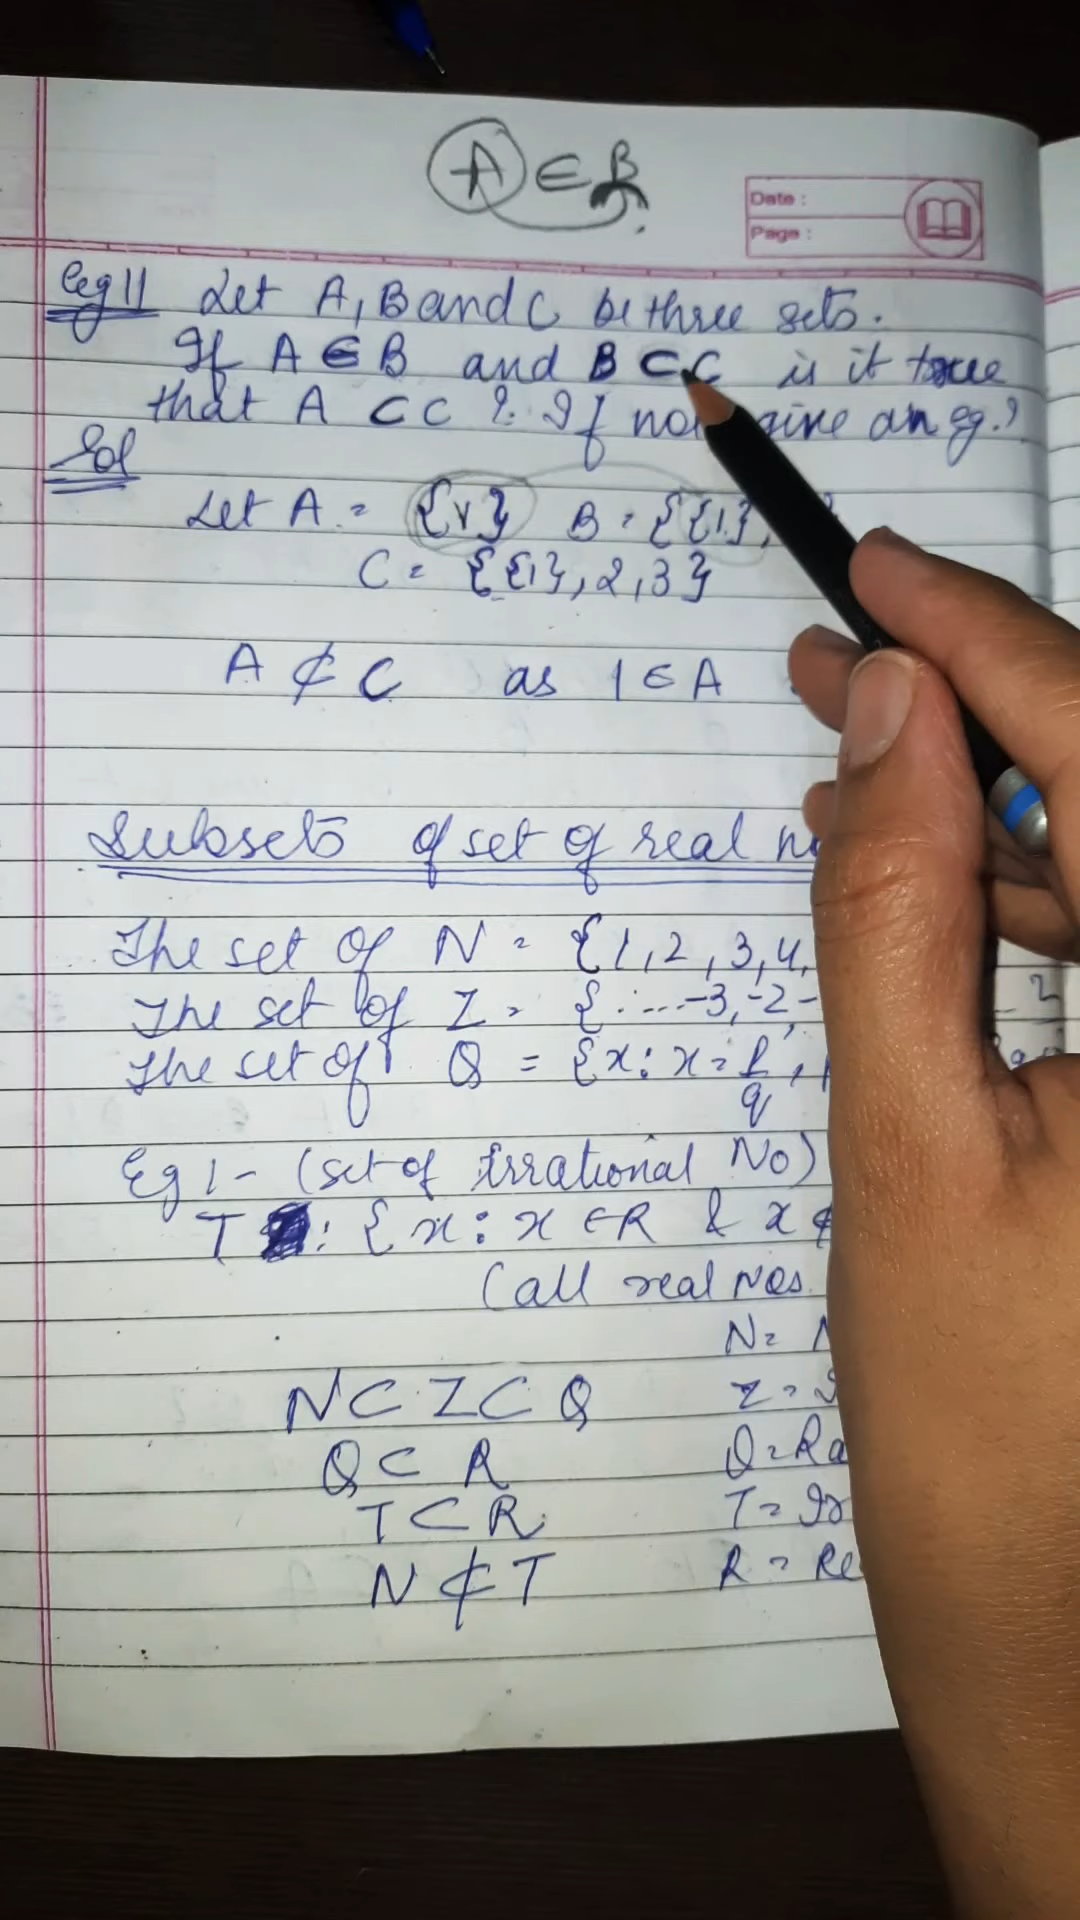 A ∈ B
Date :
Page :
Eg 11 Let A, B and C be three sets.
If A ∈ B and B ⊂ C is it true
that A ⊂ C ? If not give an eg.?
Sol
Let A = {1} B = {{1},
C = {{1}, 2, 3}
A ⊄ C as 1 ∈ A
Subsets of set of real
The set of N = {1, 2, 3, 4,
The set of Z = {....-3, -2, -
The set of Q = {x : x = p/q,
Eg 1 - (set of irrational No)
T : {x : x ∈ R & x ∉
(all real Nos.
N =
N ⊂ Z ⊂ Q
Z =
Q ⊂ R
Q = Ra
T ⊂ R
T = Ir
N ⊄ T
R = Re
2